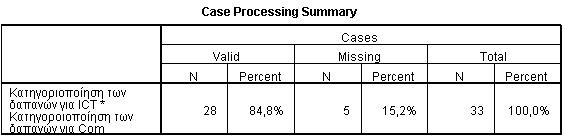 Case Processing Summary
Cases
Valid Missing Total
N Percent N Percent N Percent
Κατηγοριοποίηση των
δαπανών για ICT * 28 84,8% 5 15,2% 33 100,0%
Κατηγοροιοποίηση των
δαπανών για Com